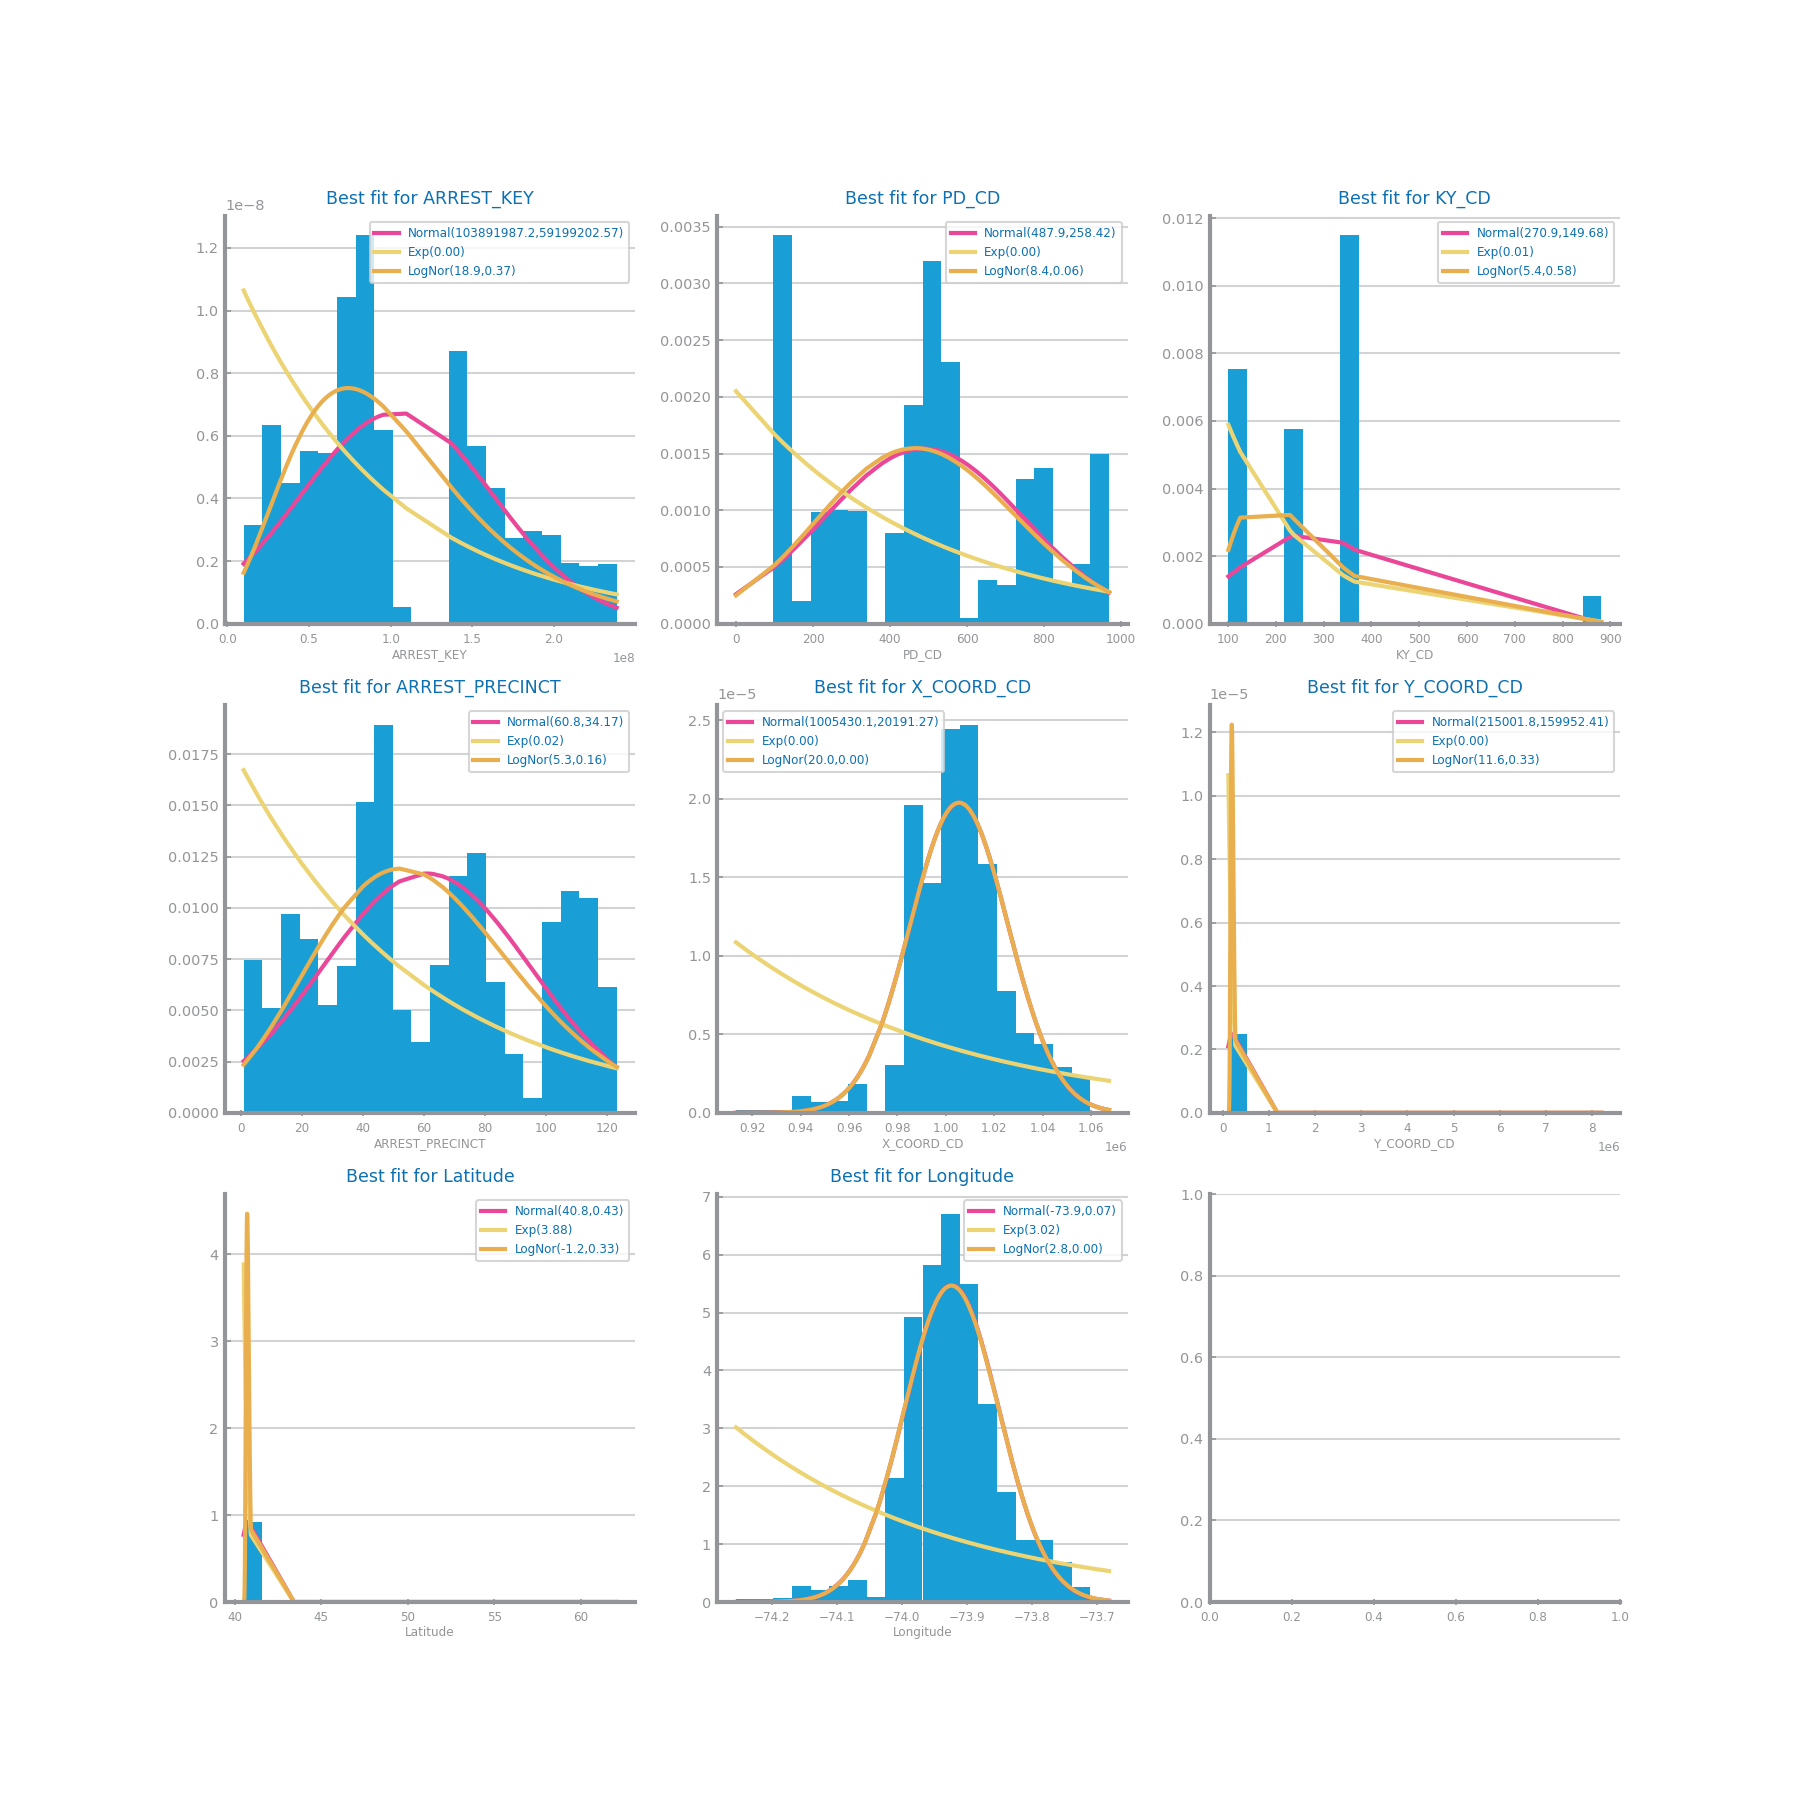 Best fit for ARREST_KEY
1e−8
Normal(103891987.2,59199202.57)
Exp(0.00)
LogNor(18.9,0.37)
1.2
1.0
0.8
0.6
0.4
0.2
0.0
0.0 0.5 1.0 1.5 2.0
ARREST_KEY
1e8
Best fit for PD_CD
Normal(487.9,258.42)
Exp(0.00)
LogNor(8.4,0.06)
0.0035
0.0030
0.0025
0.0020
0.0015
0.0010
0.0005
0.0000
0 200 400 600 800 1000
PD_CD
Best fit for KY_CD
Normal(270.9,149.68)
Exp(0.01)
LogNor(5.4,0.58)
0.012
0.010
0.008
0.006
0.004
0.002
0.000
100 200 300 400 500 600 700 800 900
KY_CD
Best fit for ARREST_PRECINCT
Normal(60.8,34.17)
Exp(0.02)
LogNor(5.3,0.16)
0.0175
0.0150
0.0125
0.0100
0.0075
0.0050
0.0025
0.0000
0 20 40 60 80 100 120
ARREST_PRECINCT
Best fit for X_COORD_CD
1e−5
Normal(1005430.1,20191.27)
Exp(0.00)
LogNor(20.0,0.00)
2.5
2.0
1.5
1.0
0.5
0.0
0.92 0.94 0.96 0.98 1.00 1.02 1.04 1.06
X_COORD_CD
1e6
Best fit for Y_COORD_CD
1e−5
Normal(215001.8,159952.41)
Exp(0.00)
LogNor(11.6,0.33)
1.2
1.0
0.8
0.6
0.4
0.2
0.0
0 1 2 3 4 5 6 7 8
Y_COORD_CD
1e6
Best fit for Latitude
Normal(40.8,0.43)
Exp(3.88)
LogNor(-1.2,0.33)
4
3
2
1
0
40 45 50 55 60
Latitude
Best fit for Longitude
Normal(-73.9,0.07)
Exp(3.02)
LogNor(2.8,0.00)
7
6
5
4
3
2
1
0
−74.2 −74.1 −74.0 −73.9 −73.8 −73.7
Longitude
1.0
0.8
0.6
0.4
0.2
0.0
0.0 0.2 0.4 0.6 0.8 1.0